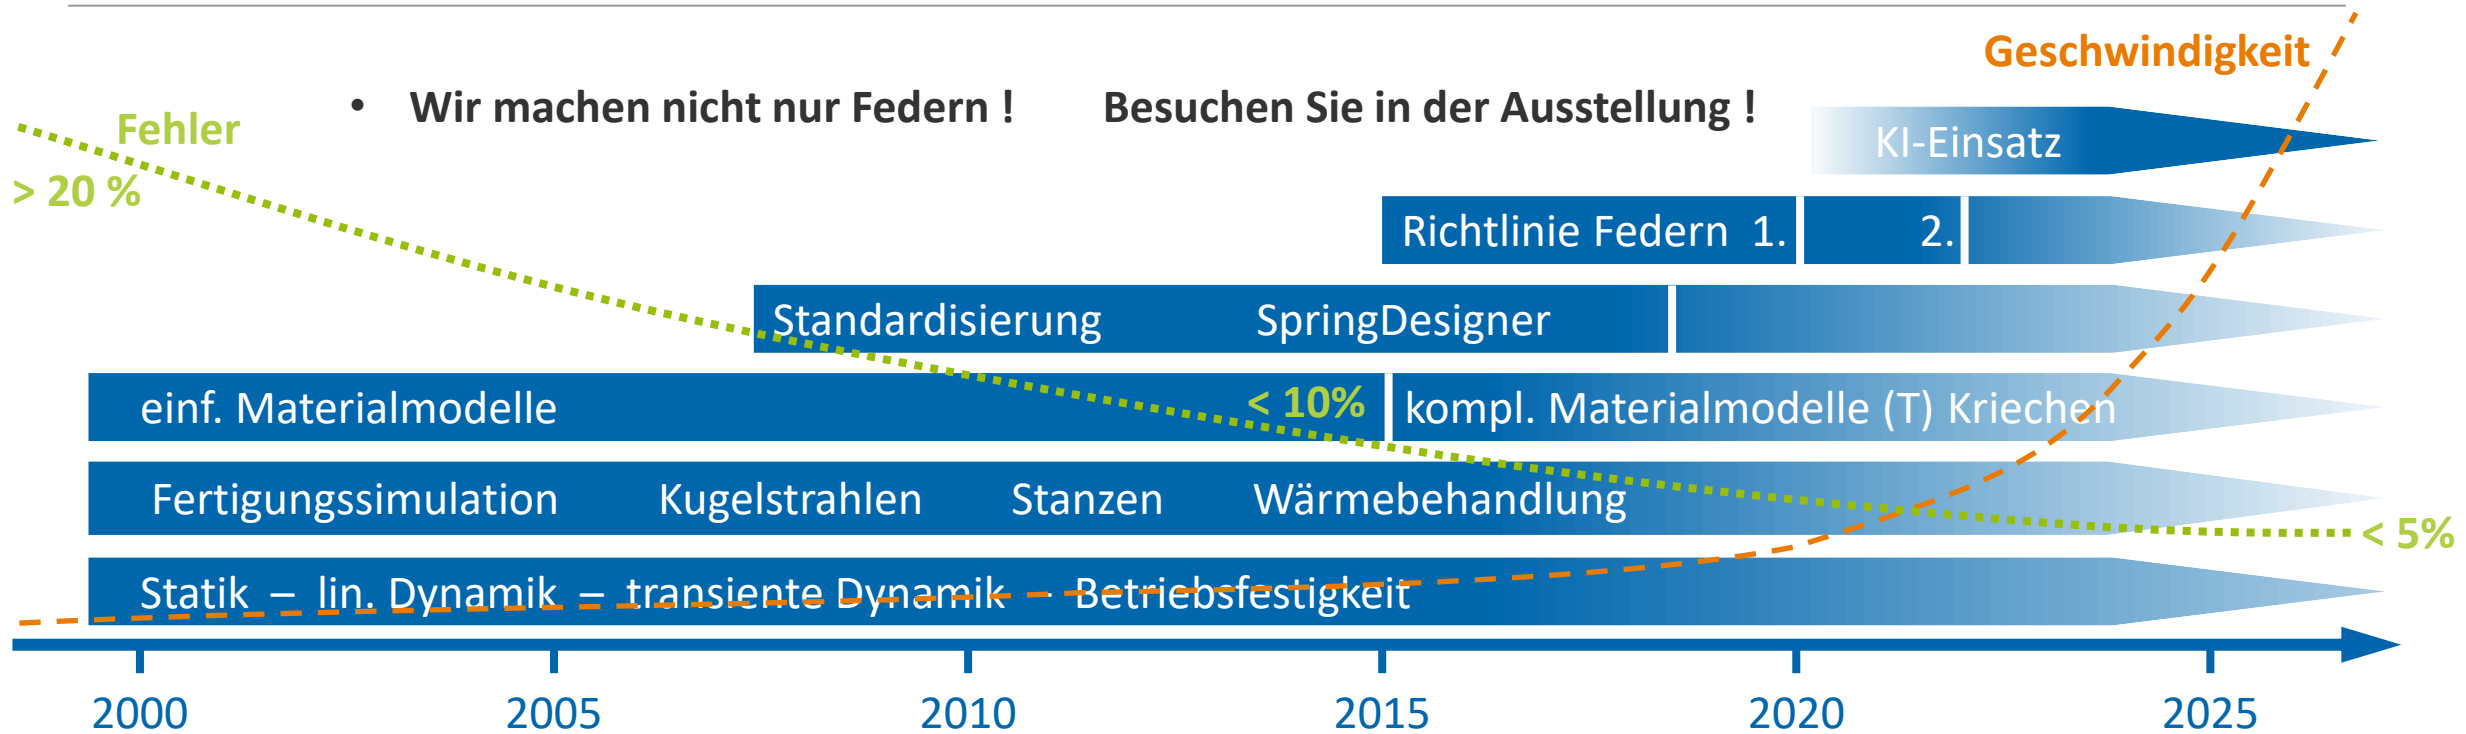 Geschwindigkeit
• Wir machen nicht nur Federn ! Besuchen Sie in der Ausstellung !
Fehler
> 20 %
KI-Einsatz
Richtlinie Federn 1. 2.
Standardisierung SpringDesigner
einf. Materialmodelle < 10% kompl. Materialmodelle (T) Kriechen
Fertigungssimulation Kugelstrahlen Stanzen Wärmebehandlung
< 5%
Statik – lin. Dynamik – transiente Dynamik - Betriebsfestigkeit
2000 2005 2010 2015 2020 2025